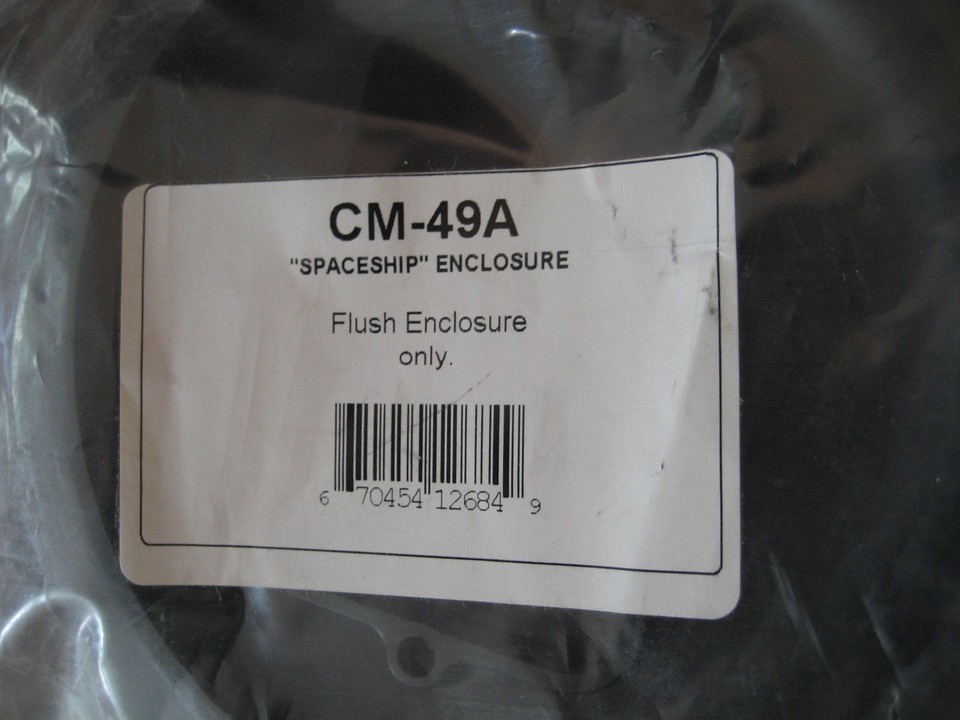 CM-49A
"SPACESHIP" ENCLOSURE
Flush Enclosure
only.
6 70454 12684 9